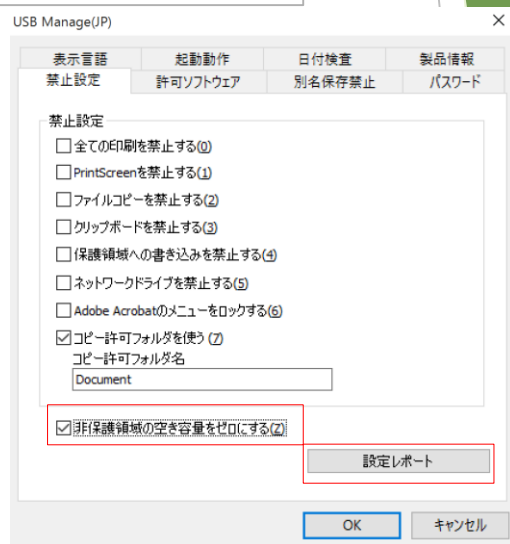 USB Manage(JP)
表示言語 起動動作 日付検査 製品情報
禁止設定 許可ソフトウェア 別名保存禁止 パスワード
禁止設定
全ての印刷を禁止する(0)
PrintScreenを禁止する(1)
ファイルコピーを禁止する(2)
クリップボードを禁止する(3)
保護領域への書き込みを禁止する(4)
ネットワークドライブを禁止する(5)
Adobe Acrobatのメニューをロックする(6)
コピー許可フォルダを使う (7)
コピー許可フォルダ名
Document
非保護領域の空き容量をゼロにする(Z)
設定レポート
OK キャンセル